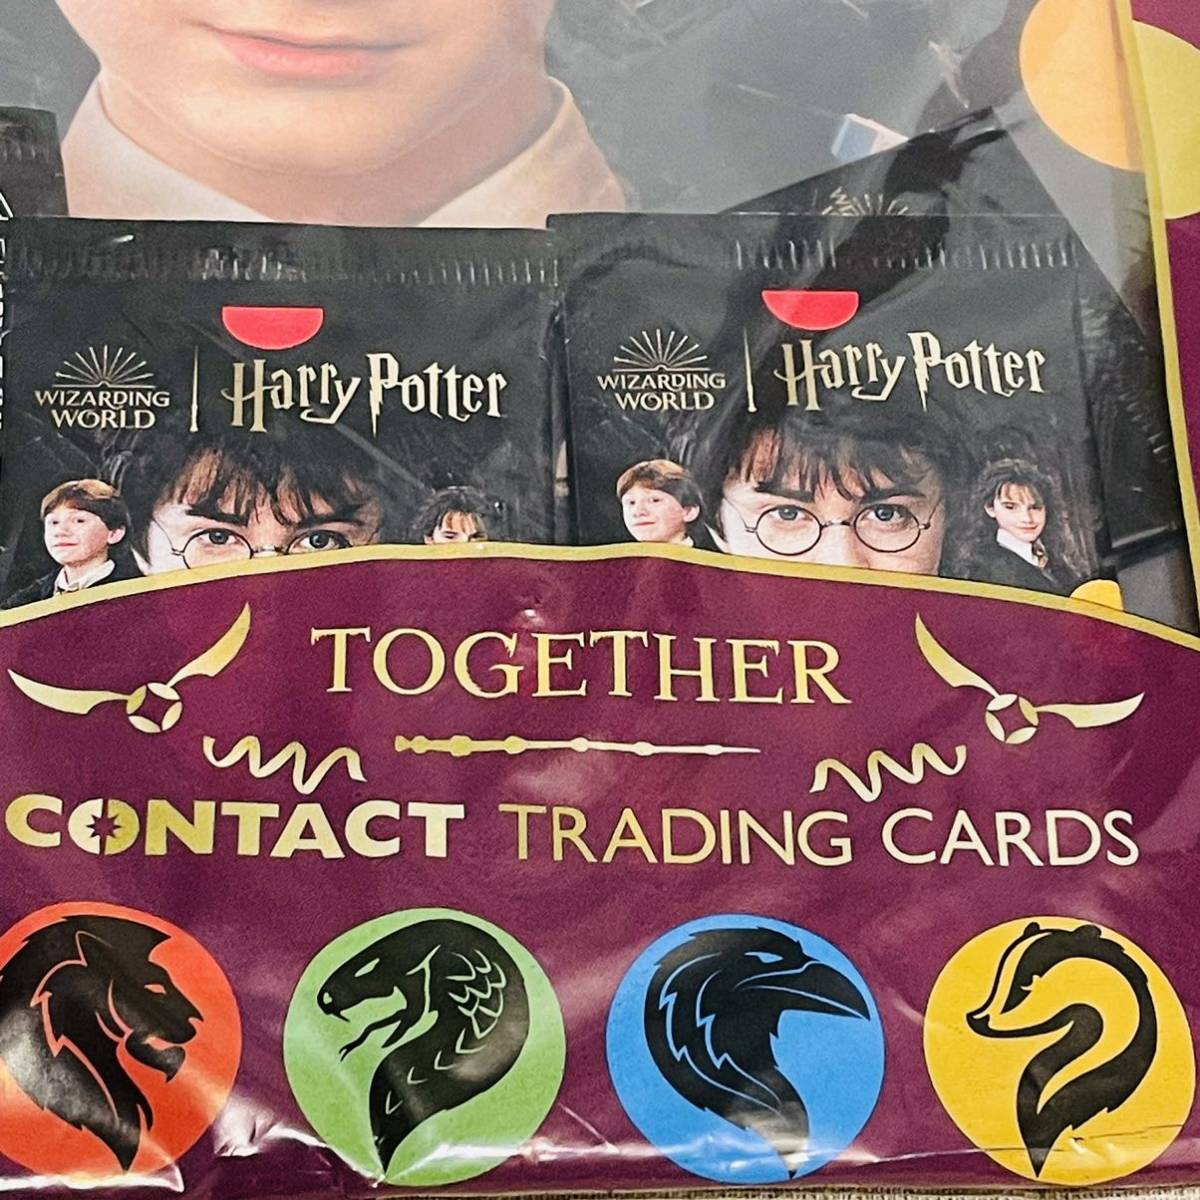 WIZARDING
WORLD
Harry Potter
WIZARDING
WORLD
Harry Potter
TOGETHER
CONTACT TRADING CARDS